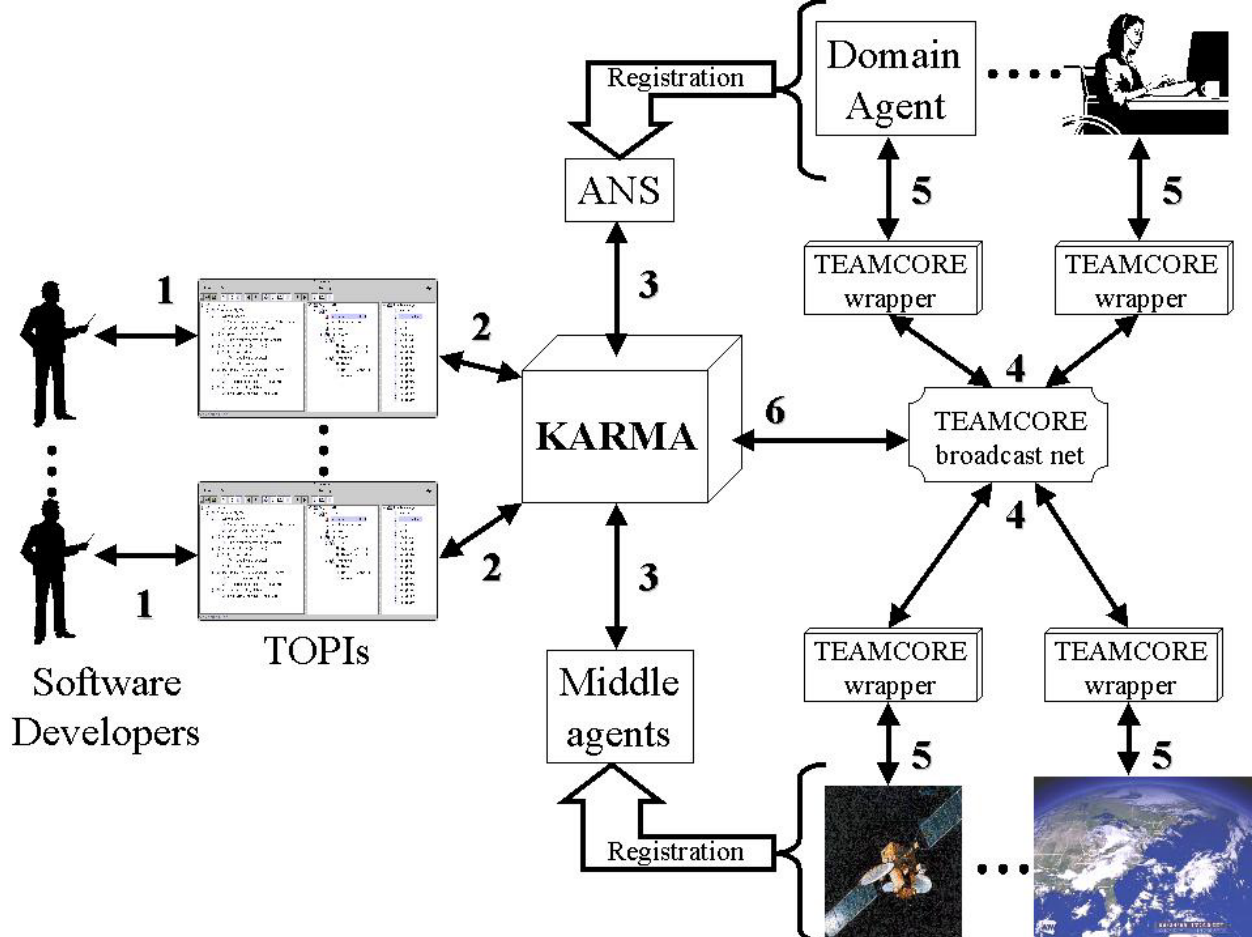 Registration
Domain
Agent
ANS
5
5
TEAMCORE
wrapper
TEAMCORE
wrapper
1
3
2
4
6
KARMA
TEAMCORE
broadcast net
4
1
2
3
TOPIs
Software
Developers
Middle
agents
TEAMCORE
wrapper
TEAMCORE
wrapper
5
5
Registration